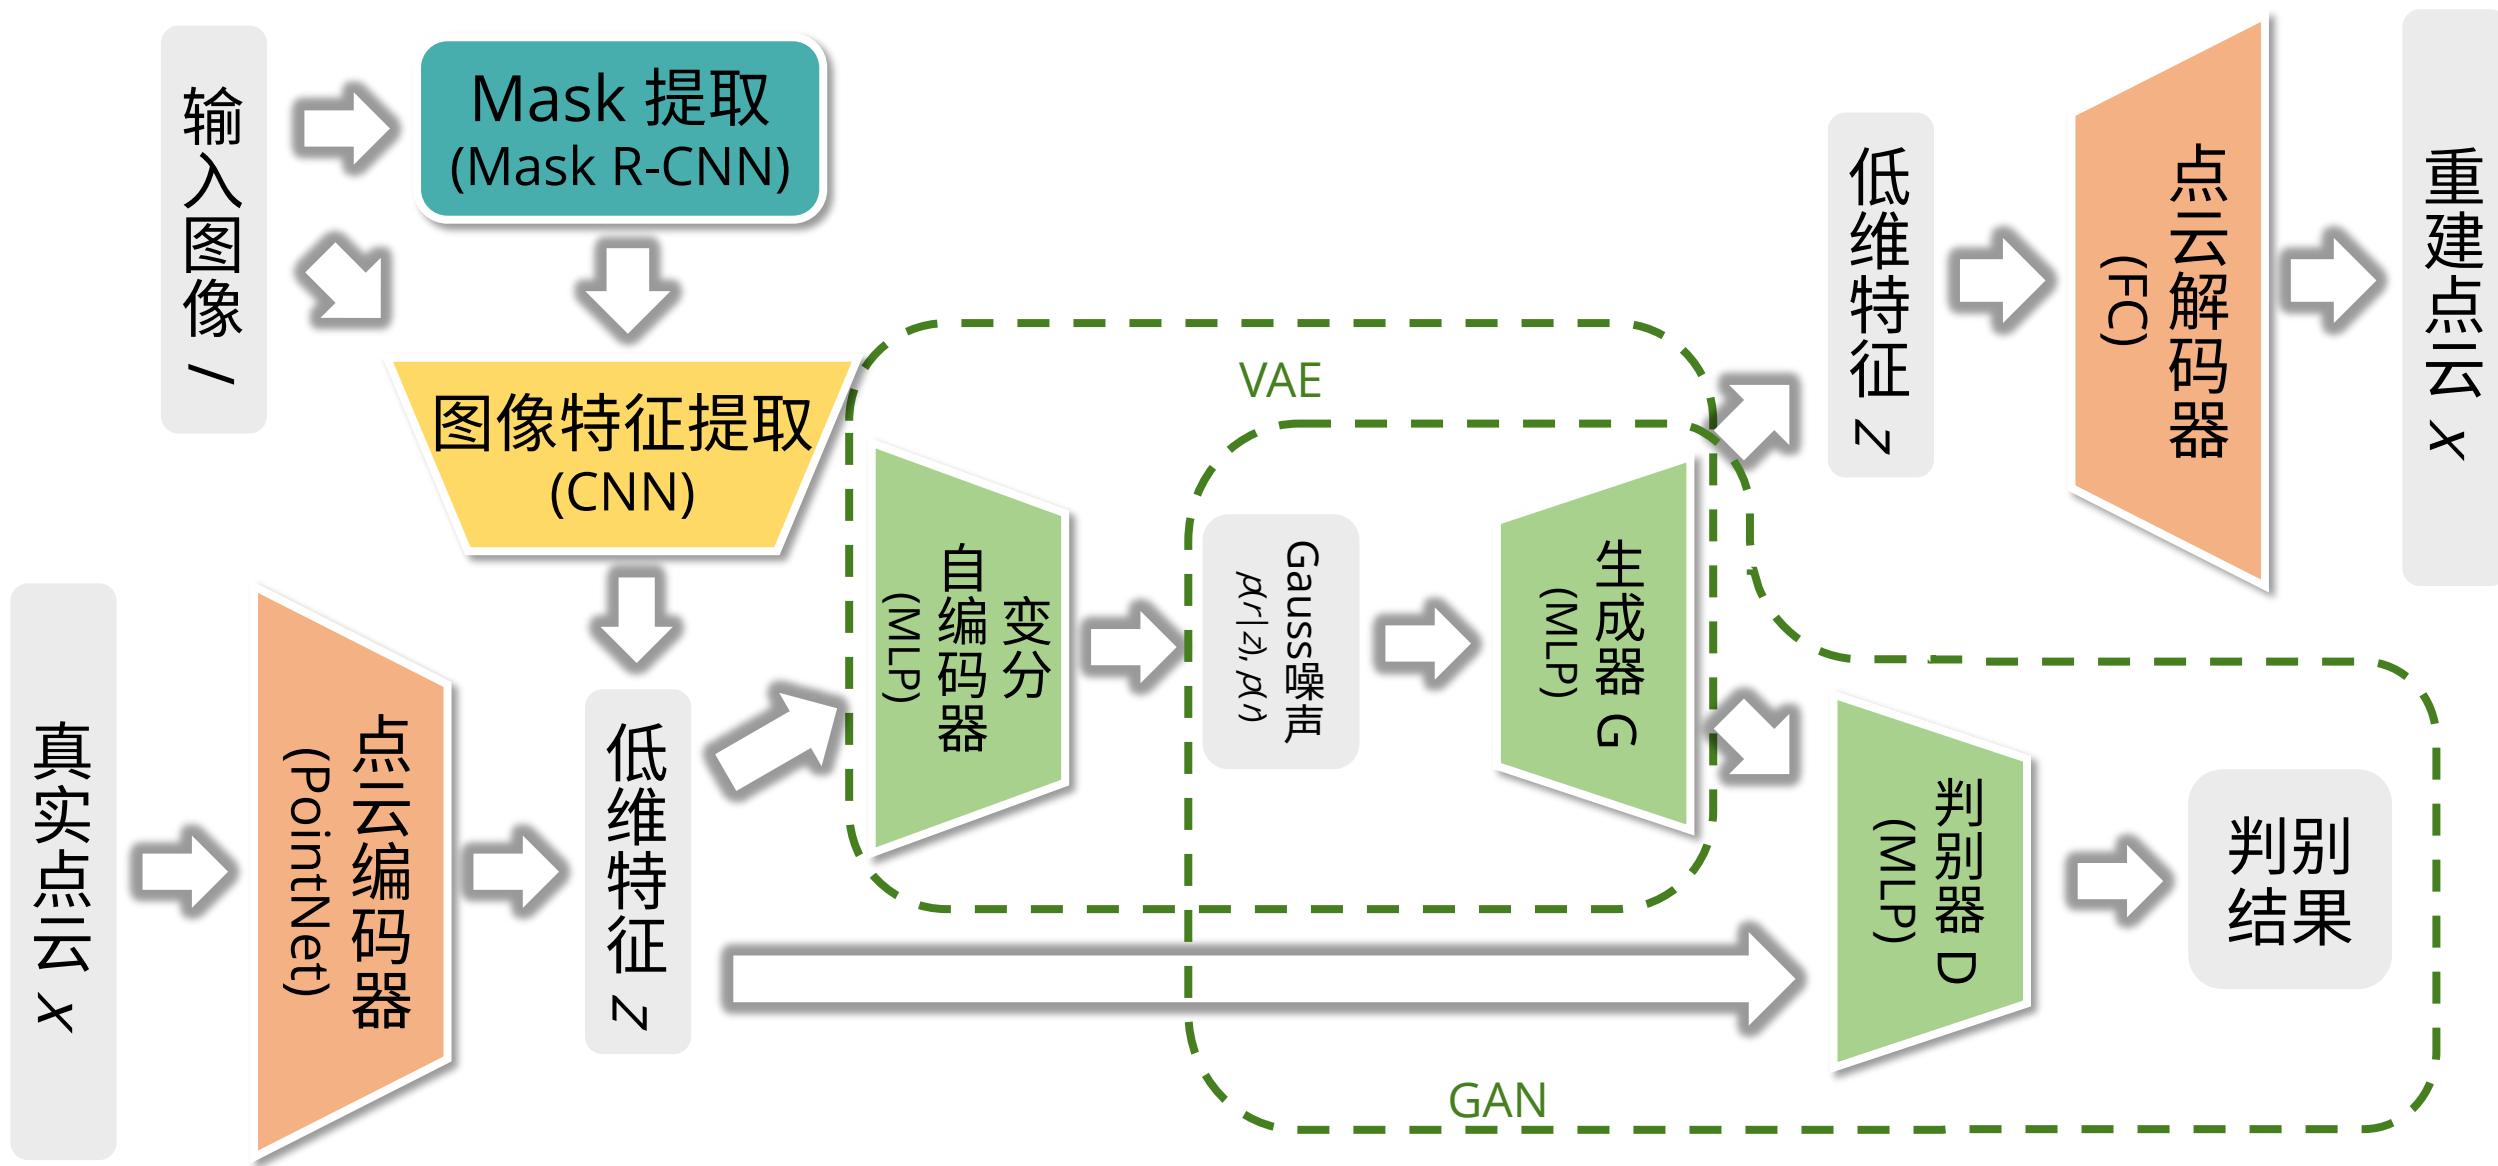 输入图像 I
Mask 提取
(Mask R-CNN)
图像特征提取
(CNN)
真实点云 x
点云编码器
(PointNet)
低维特征 z
VAE
变分
自编码器
(MLP)
Gauss噪声
p(r|z), p(r)
生成器 G
(MLP)
低维特征 z
点云解码器
(FC)
重建点云 x
判别器 D
(MLP)
判别
结果
GAN